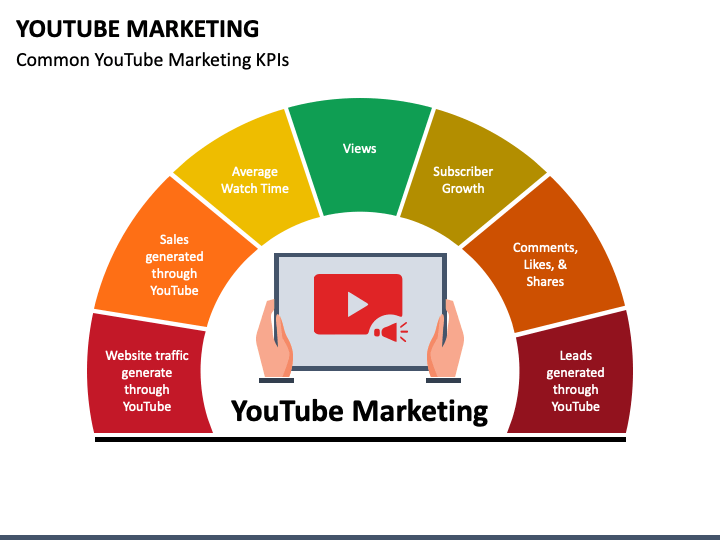 YOUTUBE MARKETING
Common YouTube Marketing KPIs
Views
Average
Watch Time
Subscriber
Growth
Sales
generated
through
YouTube
Comments,
Likes, &
Shares
Website traffic
generate
through
YouTube
Leads
generated
through
YouTube
YouTube Marketing